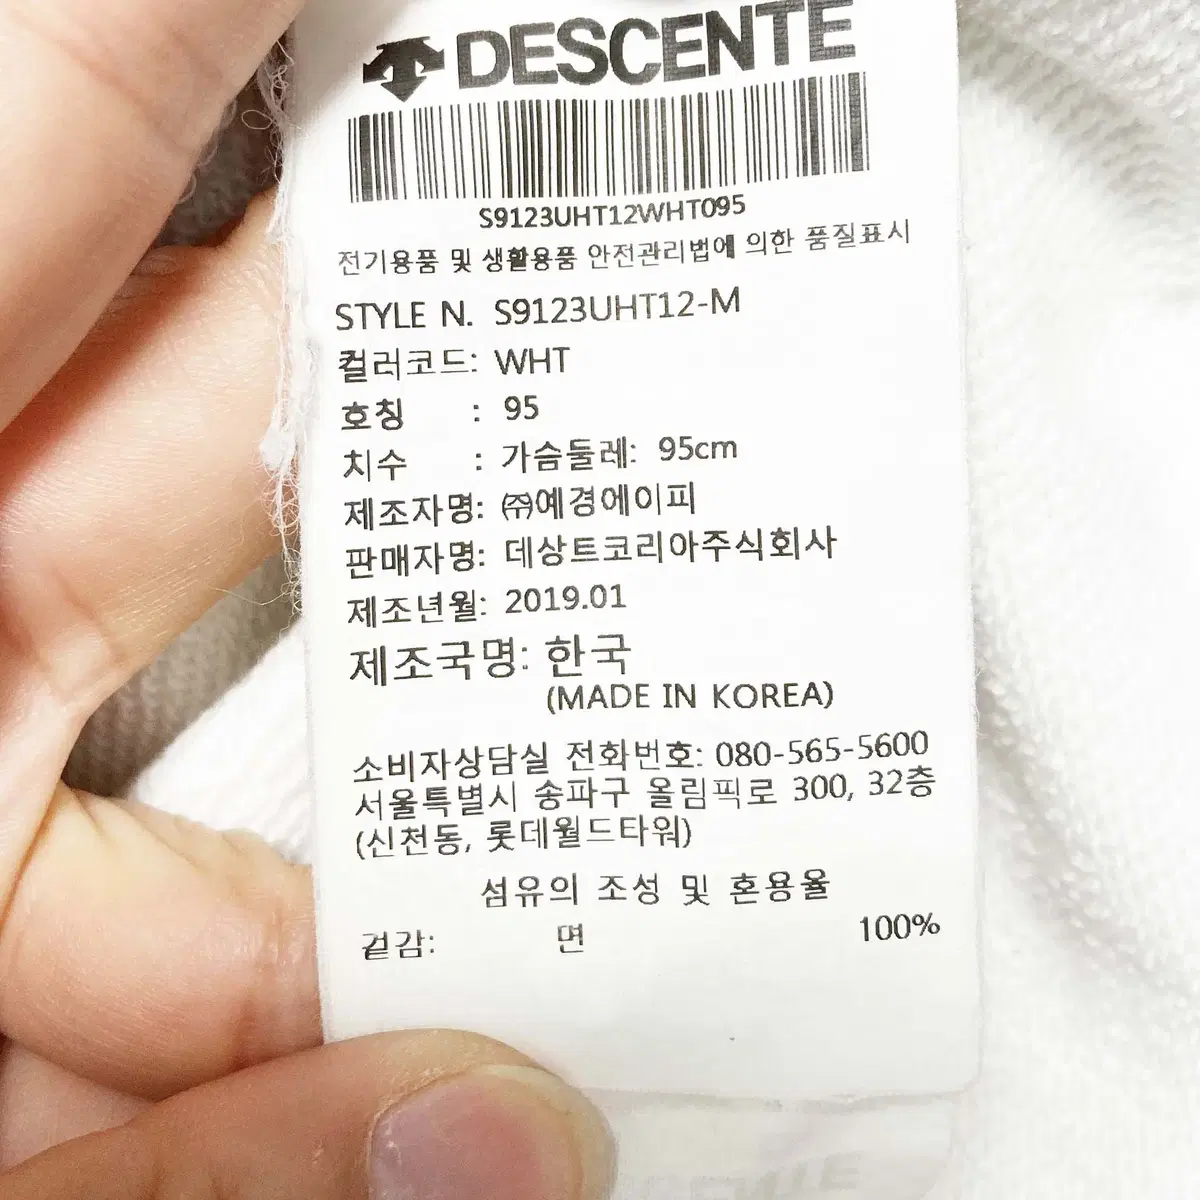 DESCENTE
S9123UHT12WHT095
전기용품 및 생활용품 안전관리법에 의한 품질표시
STYLE N. S9123UHT12-M
컬러코드: WHT
호칭 : 95
치수 : 가슴둘레: 95cm
제조자명: ㈜예경에이피
판매자명: 데상트코리아주식회사
제조년월: 2019.01
제조국명: 한국
(MADE IN KOREA)
소비자상담실 전화번호: 080-565-5600
서울특별시 송파구 올림픽로 300, 32층
(신천동, 롯데월드타워)
섬유의 조성 및 혼용율
겉감: 면 100%